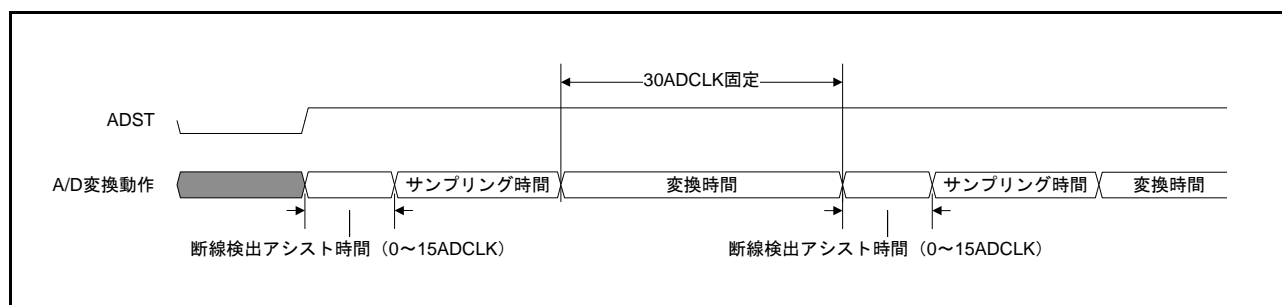 30ADCLK固定
ADST
A/D変換動作
サンプリング時間
変換時間
サンプリング時間
変換時間
断線検出アシスト時間（0～15ADCLK）
断線検出アシスト時間（0～15ADCLK）